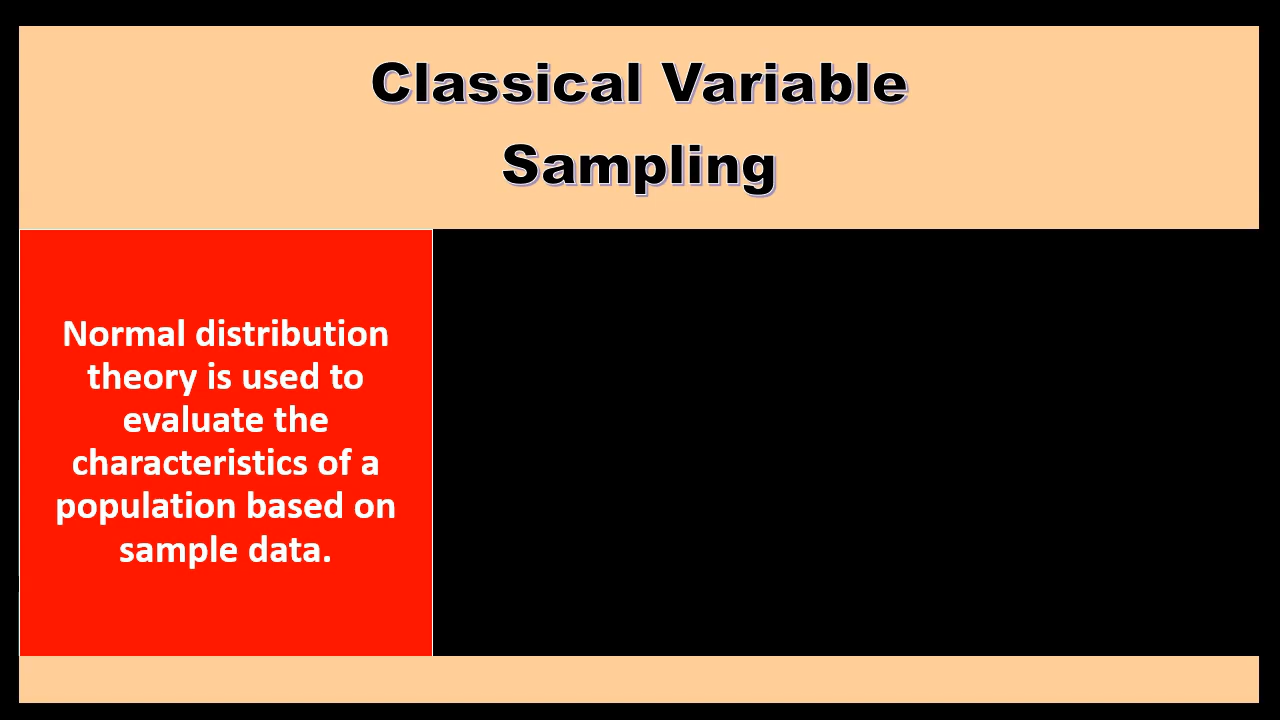 Classical Variable
Sampling
Normal distribution
theory is used to
evaluate the
characteristics of a
population based on
sample data.